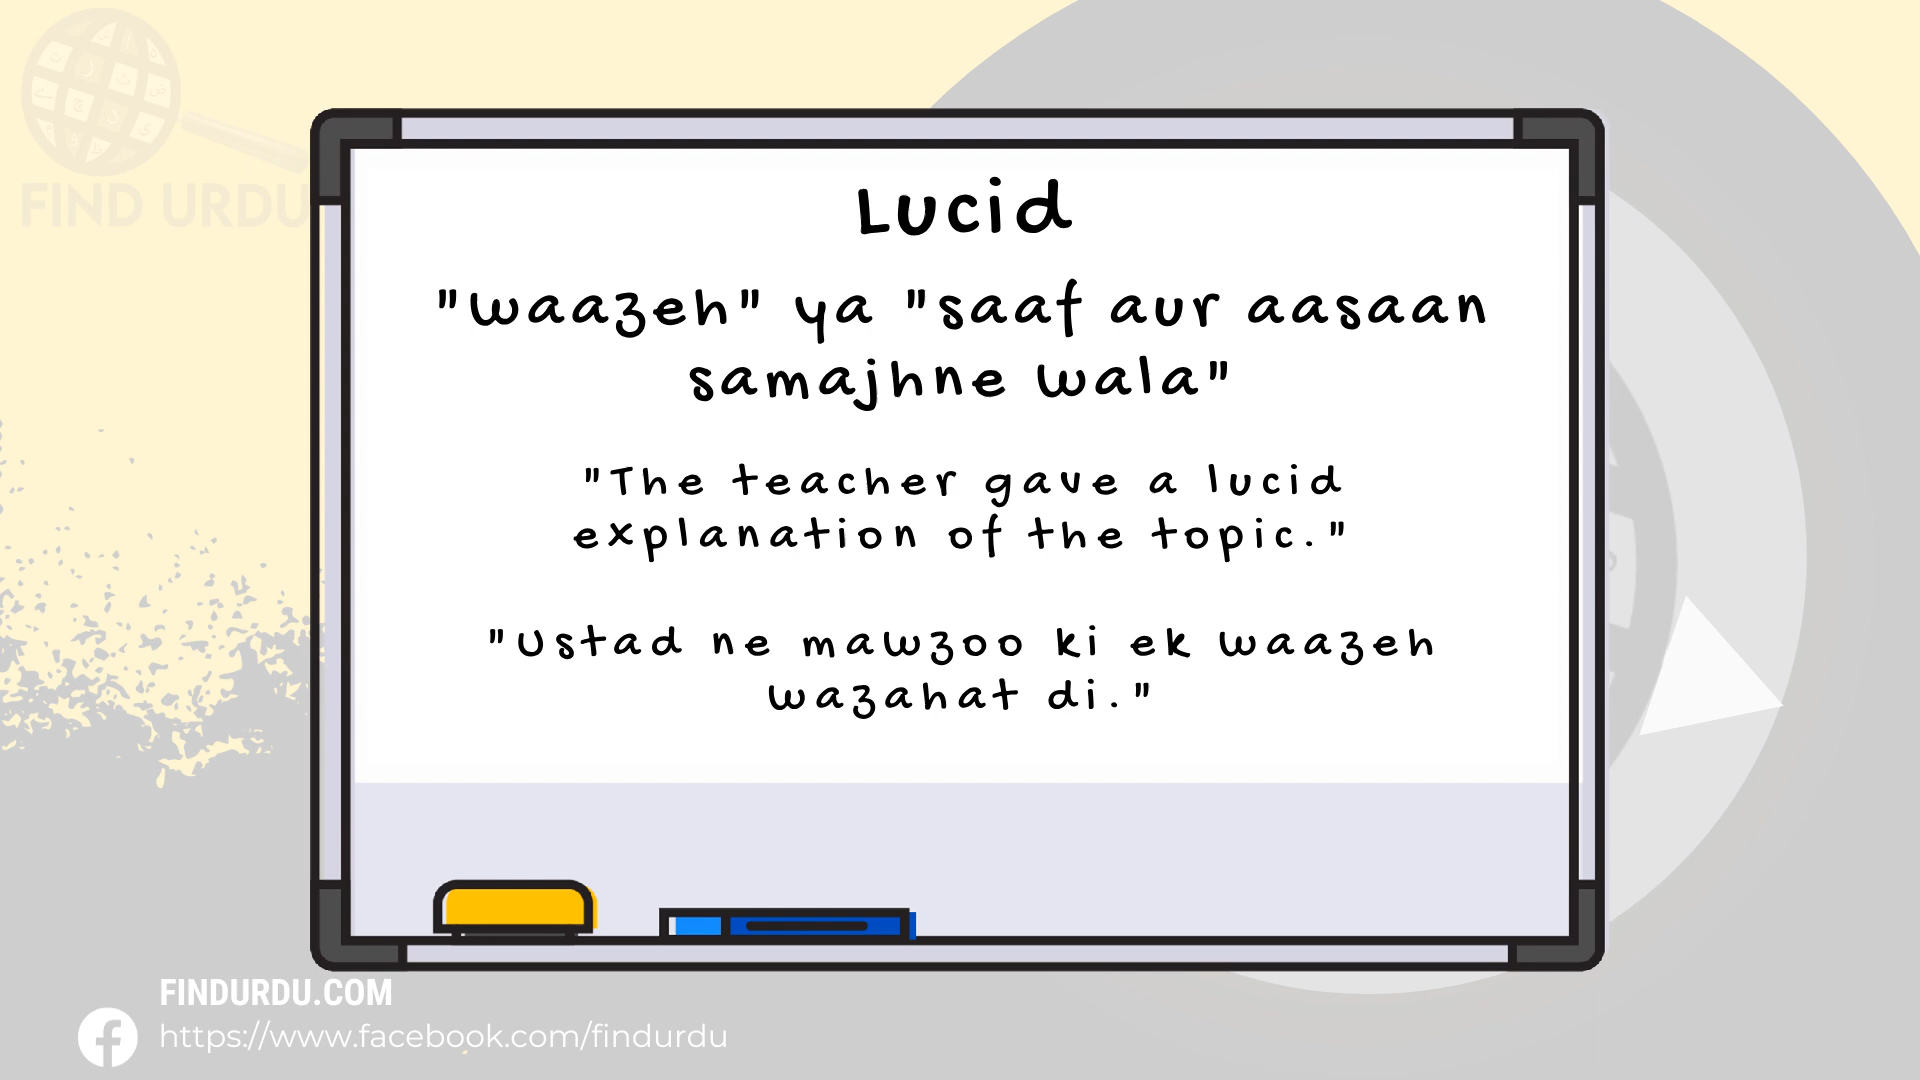 FIND URDU
Lucid
"waazeh" ya "saaf aur aasaan
samajhne wala"
"The teacher gave a lucid
explanation of the topic."
"Ustad ne mawzoo ki ek waazeh
wazahat di."
FINDURDU.COM
https://www.facebook.com/findurdu